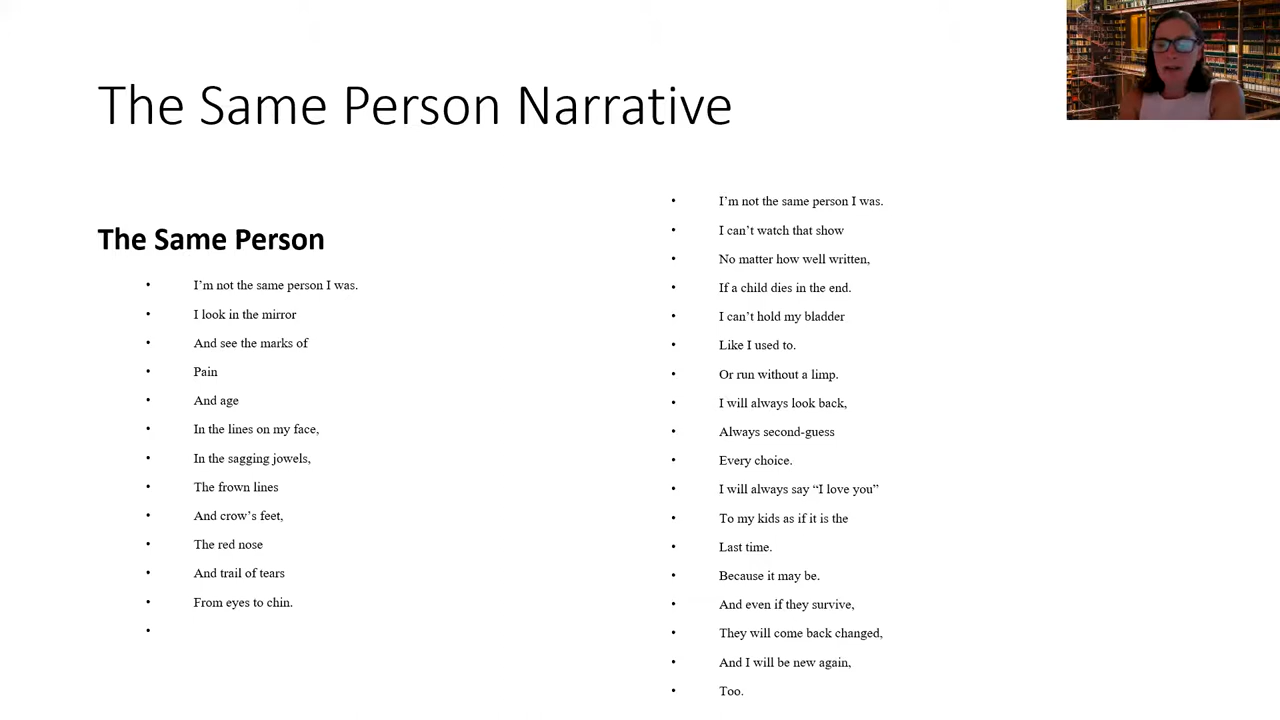 The Same Person Narrative
The Same Person
• I’m not the same person I was.
• I look in the mirror
• And see the marks of
• Pain
• And age
• In the lines on my face,
• In the sagging jowels,
• The frown lines
• And crow’s feet,
• The red nose
• And trail of tears
• From eyes to chin.
•
• I’m not the same person I was.
• I can’t watch that show
• No matter how well written,
• If a child dies in the end.
• I can’t hold my bladder
• Like I used to.
• Or run without a limp.
• I will always look back,
• Always second-guess
• Every choice.
• I will always say “I love you”
• To my kids as if it is the
• Last time.
• Because it may be.
• And even if they survive,
• They will come back changed,
• And I will be new again,
• Too.